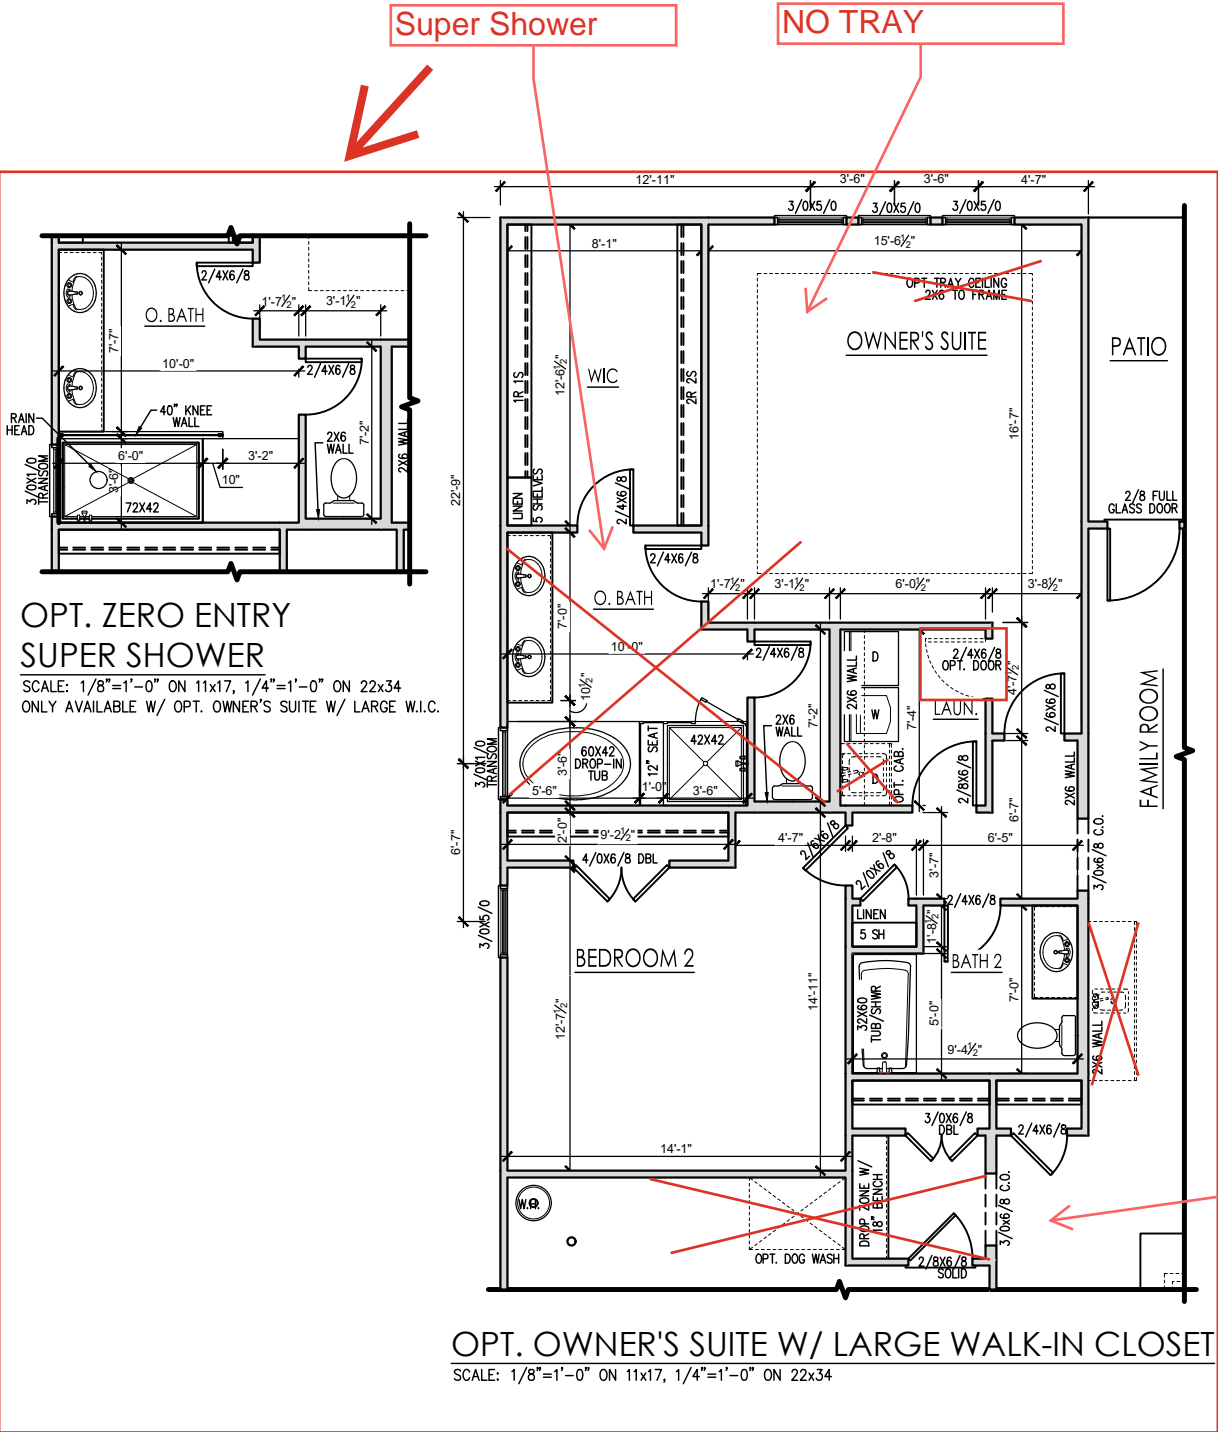 Super Shower
NO TRAY
12'-11"
3'-6"
3'-6"
4'-7"
3/0X5/0
3/0X5/0
3/0X5/0
8'-1"
15'-6½"
OPT TRAY CEILING
2X6 TO FRAME
OWNER'S SUITE
PATIO
WIC
1R 1S
12'-6½"
2R 2S
16'-7"
22'-9"
LINEN
5 SHELVES
2/4X6/8
2/8 FULL
GLASS DOOR
2/4X6/8
O. BATH
1'-7½"
3'-1½"
7'-7"
10'-0"
2/4X6/8
RAIN
HEAD
40" KNEE
WALL
2X6
WALL
7'-2"
2X6 WALL
6'-0"
3'-2"
10"
3'-6"
3/0X1/0
TRANSOM
72X42
OPT. ZERO ENTRY
SUPER SHOWER
SCALE: 1/8"=1'-0" ON 11x17, 1/4"=1'-0" ON 22x34
ONLY AVAILABLE W/ OPT. OWNER'S SUITE W/ LARGE W.I.C.
2/4X6/8
1'-7½"
3'-1½"
6'-0½"
3'-8½"
O. BATH
7'-0"
10'-0"
10½"
2/4X6/8
2X6 WALL
D
W
D
2/4X6/8
OPT. DOOR
4'-7½"
LAUN.
7'-4"
2/6X6/8
FAMILY ROOM
2X6
WALL
7'-2"
3/0X1/0
TRANSOM
60X42
DROP-IN
TUB
3'-6"
12" SEAT
42X42
5'-6"
1'-0"
3'-6"
OPT. CAB.
2/8X6/8
2X6 WALL
6'-7"
6'-7"
2'-0"
9'-2½"
4'-7"
2/6X6/8
2'-8"
6'-5"
3'-7"
3/0x6/8 C.O.
4/0X6/8 DBL
2/0X6/8
2/4X6/8
3/0X5/0
LINEN
5 SH
1'-8½"
BEDROOM 2
BATH 2
14'-11"
12'-7½"
32X60
TUB/SHWR
5'-0"
7'-0"
9'-4½"
2X6 WALL
3/0X6/8
DBL
2/4X6/8
14'-1"
W.H.
DROP ZONE W/
18" BENCH
3/0x6/8 C.O.
OPT. DOG WASH
2/8X6/8
SOLID
OPT. OWNER'S SUITE W/ LARGE WALK-IN CLOSET
SCALE: 1/8"=1'-0" ON 11x17, 1/4"=1'-0" ON 22x34